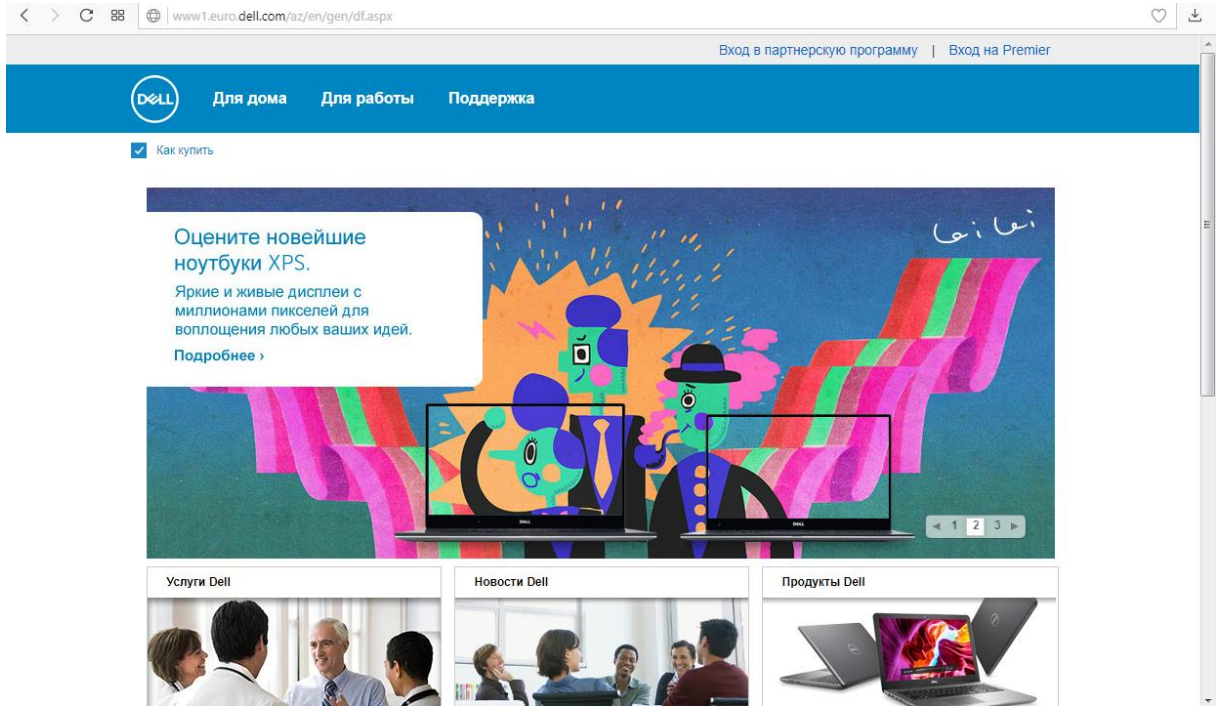 www1.euro.dell.com/az/en/gen/df.aspx
Вход в партнерскую программу | Вход на Premier
DELL
Для дома Для работы Поддержка
Как купить
Оцените новейшие
ноутбуки XPS.
Яркие и живые дисплеи с
миллионами пикселей для
воплощения любых ваших идей.
Подробнее ›
DELL
DELL
1 2 3
Услуги Dell
Новости Dell
Продукты Dell